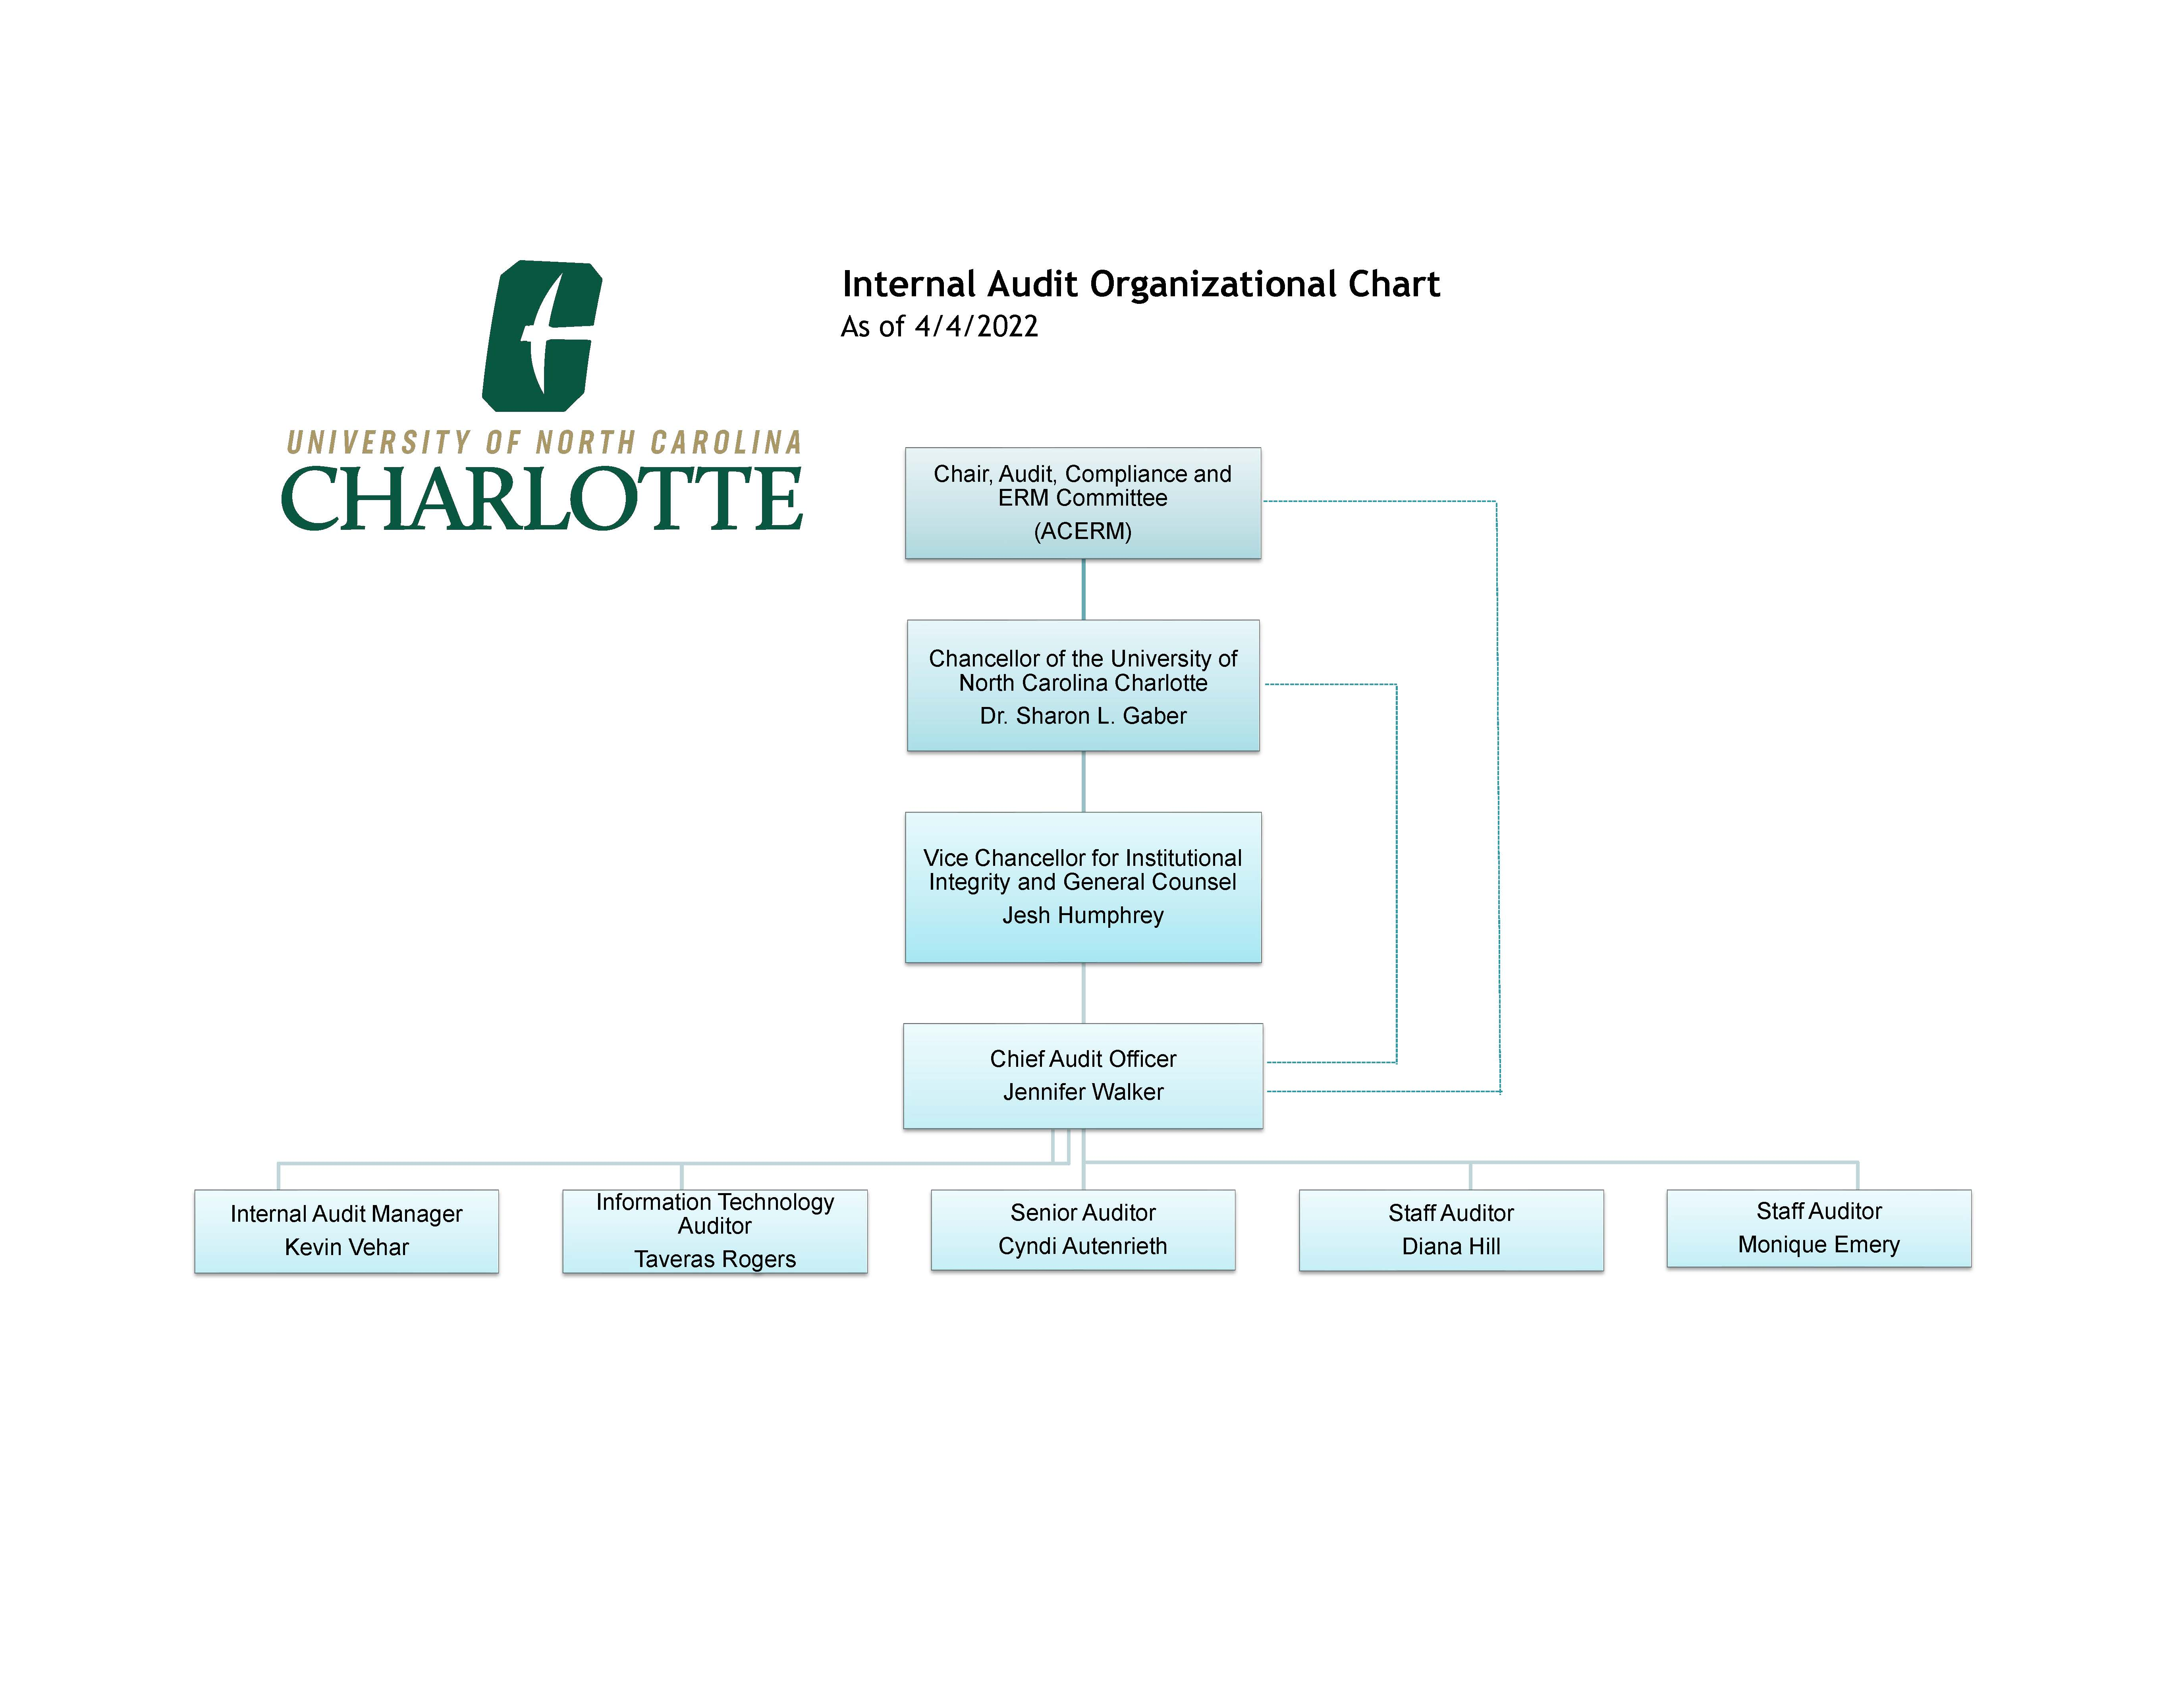 UNIVERSITY OF NORTH CAROLINA
CHARLOTTE
Internal Audit Organizational Chart
As of 4/4/2022
Chair, Audit, Compliance and
ERM Committee
(ACERM)
Chancellor of the University of
North Carolina Charlotte
Dr. Sharon L. Gaber
Vice Chancellor for Institutional
Integrity and General Counsel
Jesh Humphrey
Chief Audit Officer
Jennifer Walker
Internal Audit Manager
Kevin Vehar
Information Technology
Auditor
Taveras Rogers
Senior Auditor
Cyndi Autenrieth
Staff Auditor
Diana Hill
Staff Auditor
Monique Emery